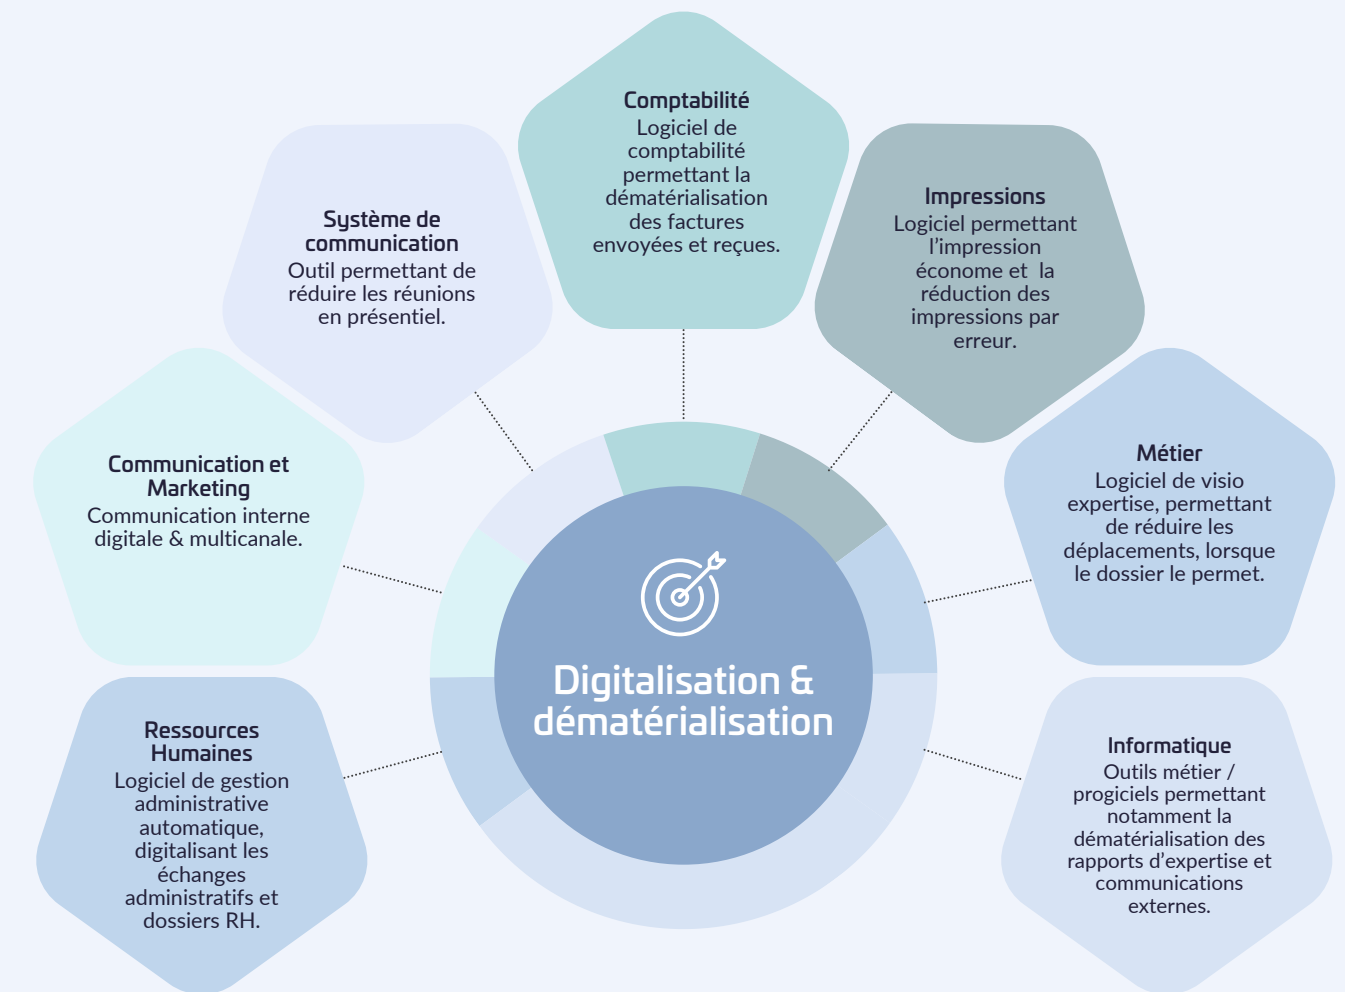 Comptabilité
Logiciel de
comptabilité
permettant la
dématérialisation
des factures
envoyées et reçues.
Impressions
Logiciel permettant
l'impression
économe et la
réduction des
impressions par
erreur.
Système de
communication
Outil permettant de
réduire les réunions
en présentiel.
Métier
Logiciel de visio
expertise, permettant
de réduire les
déplacements, lorsque
le dossier le permet.
Communication et
Marketing
Communication interne
digitale & multicanale.
Digitalisation &
dématérialisation
Ressources
Humaines
Logiciel de gestion
administrative
automatique,
digitalisant les
échanges
administratifs et
dossiers RH.
Informatique
Outils métier /
progiciels permettant
notamment la
dématérialisation des
rapports d'expertise et
communications
externes.